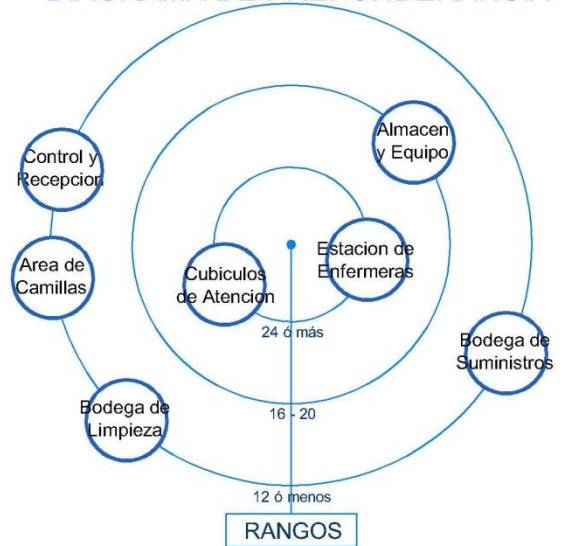 Almacen
y Equipo
Control y
Recepcion
Estacion de
Enfermeras
Area de
Camillas
Cubiculos
de Atencion
24 ó más
Bodega de
Suministros
16 - 20
Bodega de
Limpieza
12 ó menos
RANGOS